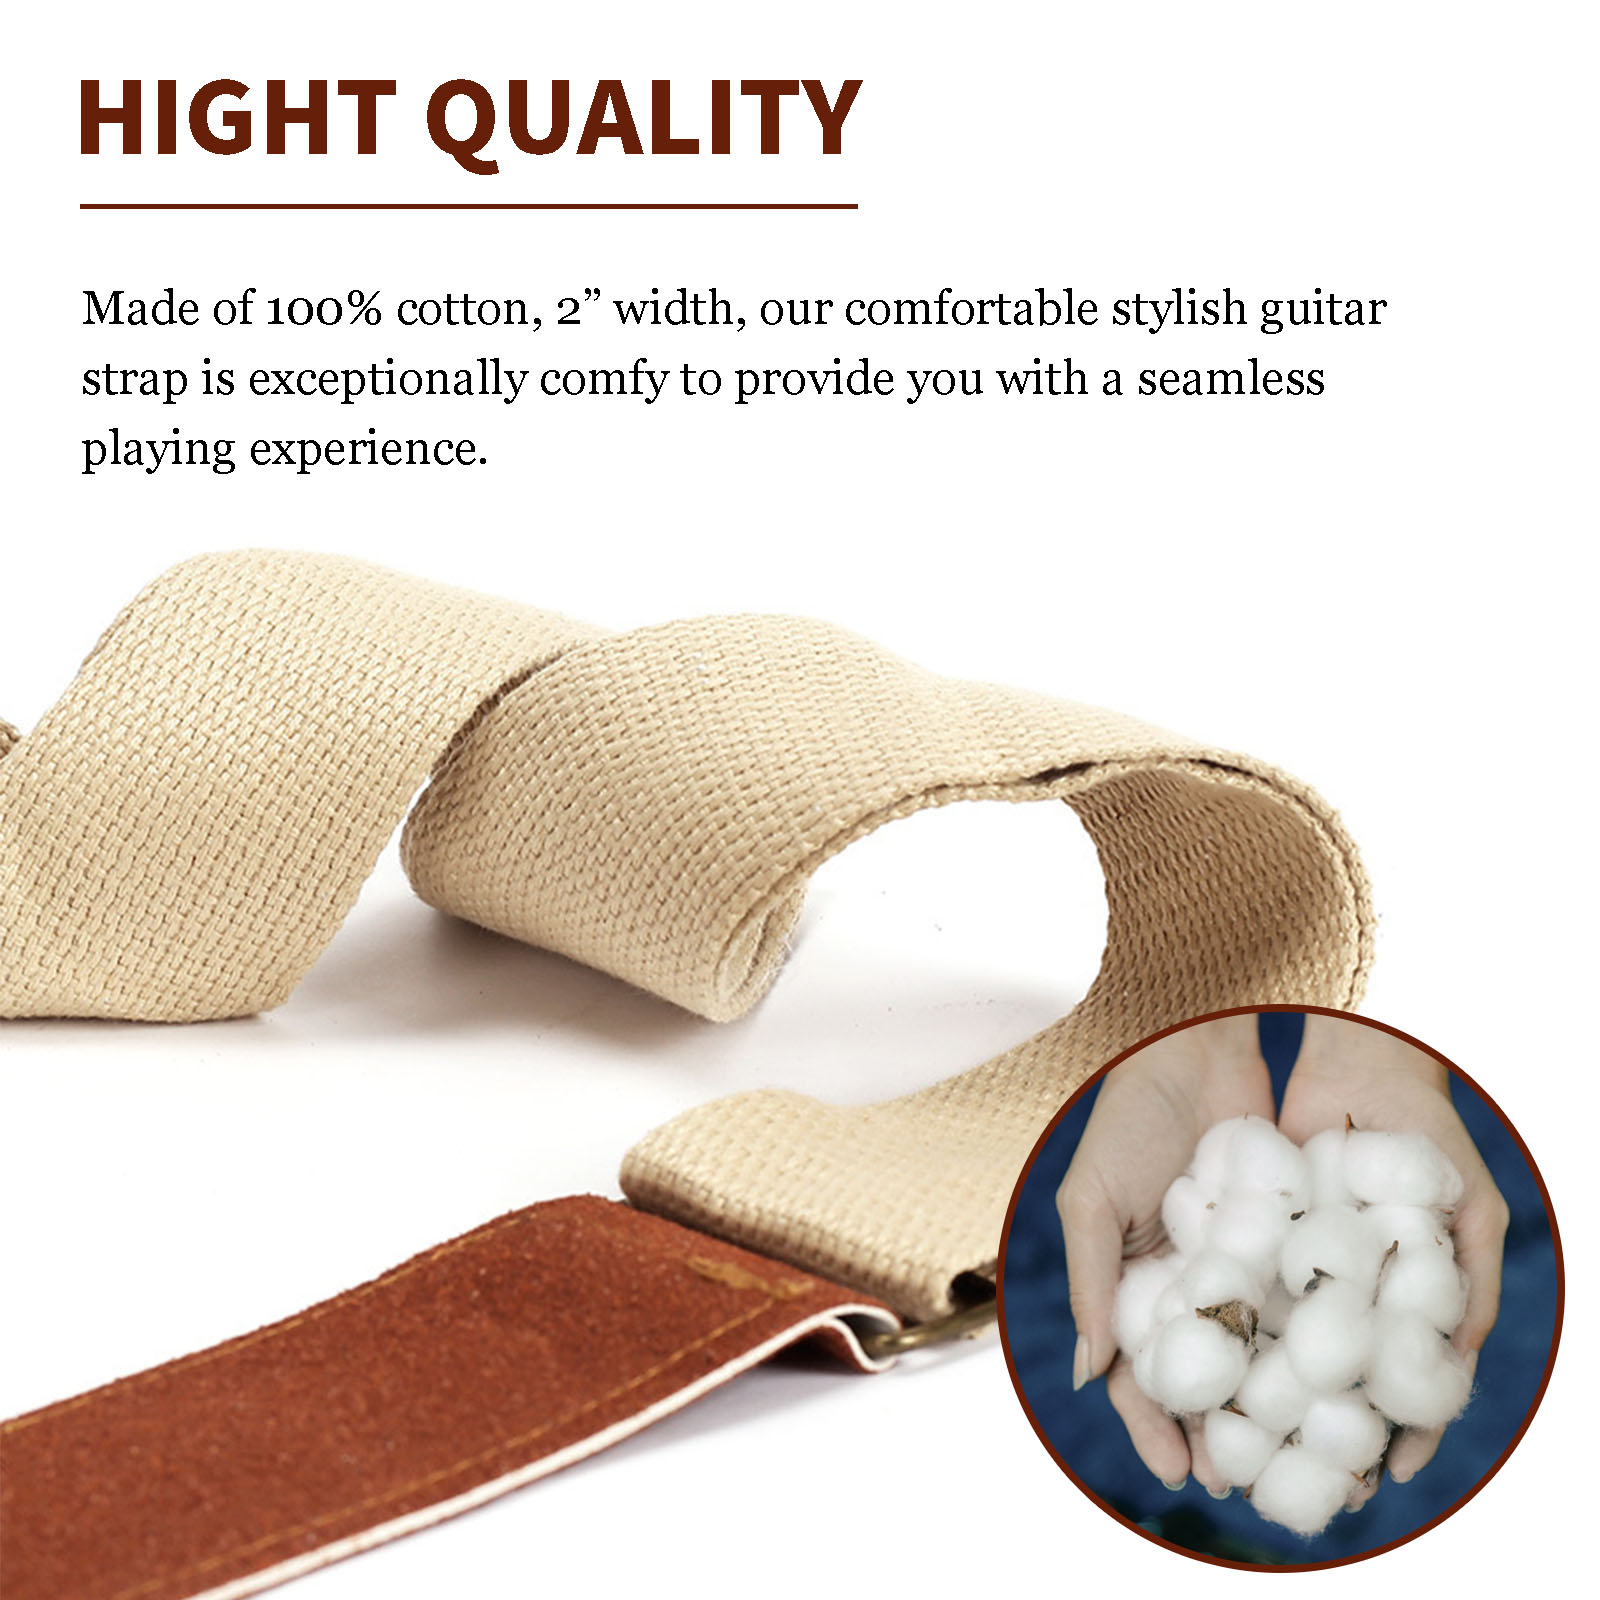 HIGHT QUALITY
Made of 100% cotton, 2” width, our comfortable stylish guitar
strap is exceptionally comfy to provide you with a seamless
playing experience.